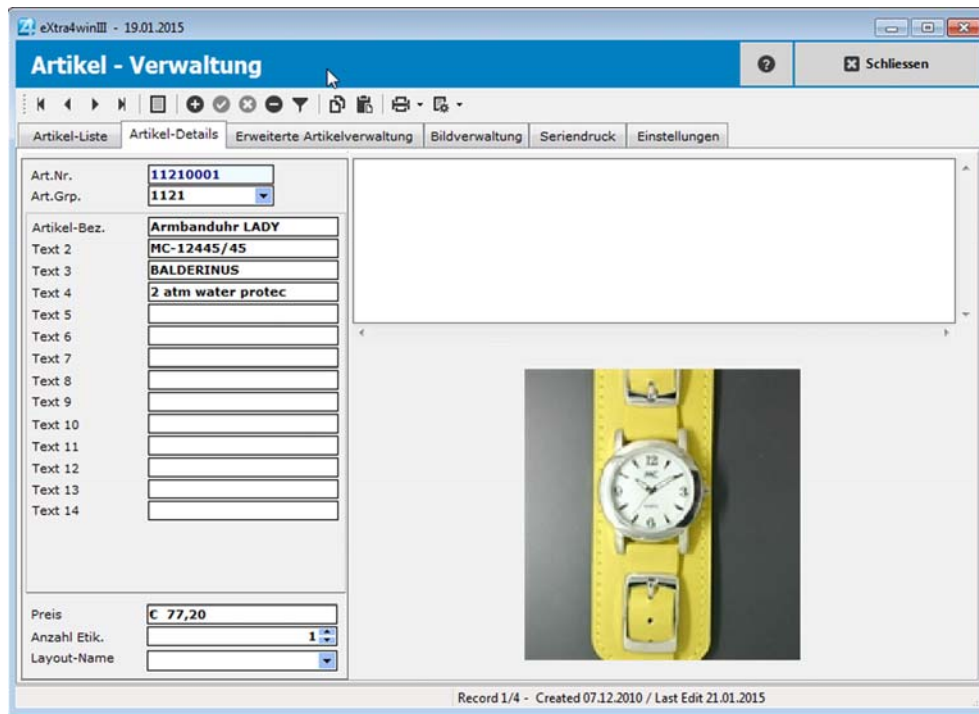 eXtra4winIII - 19.01.2015
Artikel - Verwaltung
Schliessen
Artikel-Liste Artikel-Details Erweiterte Artikelverwaltung Bildverwaltung Seriendruck Einstellungen
Art.Nr. 11210001
Art.Grp. 1121
Artikel-Bez. Armbanduhr LADY
Text 2 MC-12445/45
Text 3 BALDERINUS
Text 4 2 atm water protec
Text 5
Text 6
Text 7
Text 8
Text 9
Text 10
Text 11
Text 12
Text 13
Text 14
12
3
6
Preis € 77,20
Anzahl Etik. 1
Layout-Name
Record 1/4 - Created 07.12.2010 / Last Edit 21.01.2015